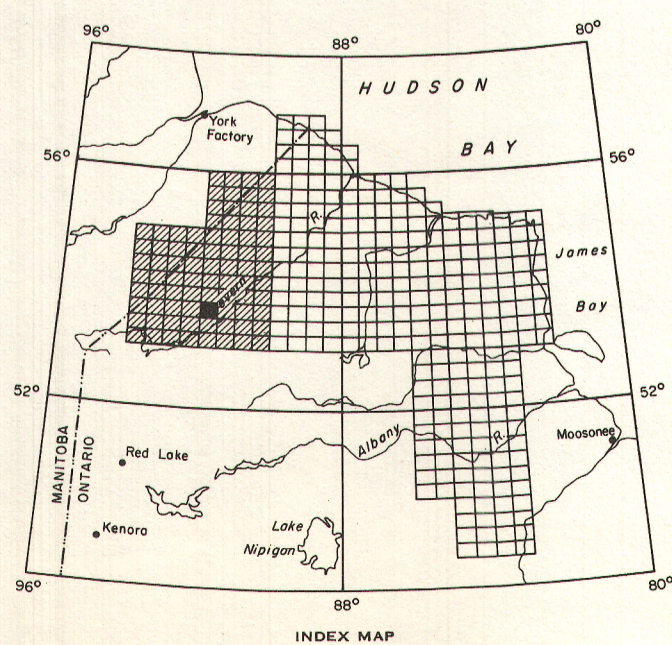 96°
88°
80°
HUDSON
BAY
York
Factory
56°
56°
R.
Severn
James
Bay
52°
52°
MANITOBA
ONTARIO
Red Lake
Albany
R.
Moosonee
Kenora
Lake
Nipigon
96°
88°
80°
INDEX MAP